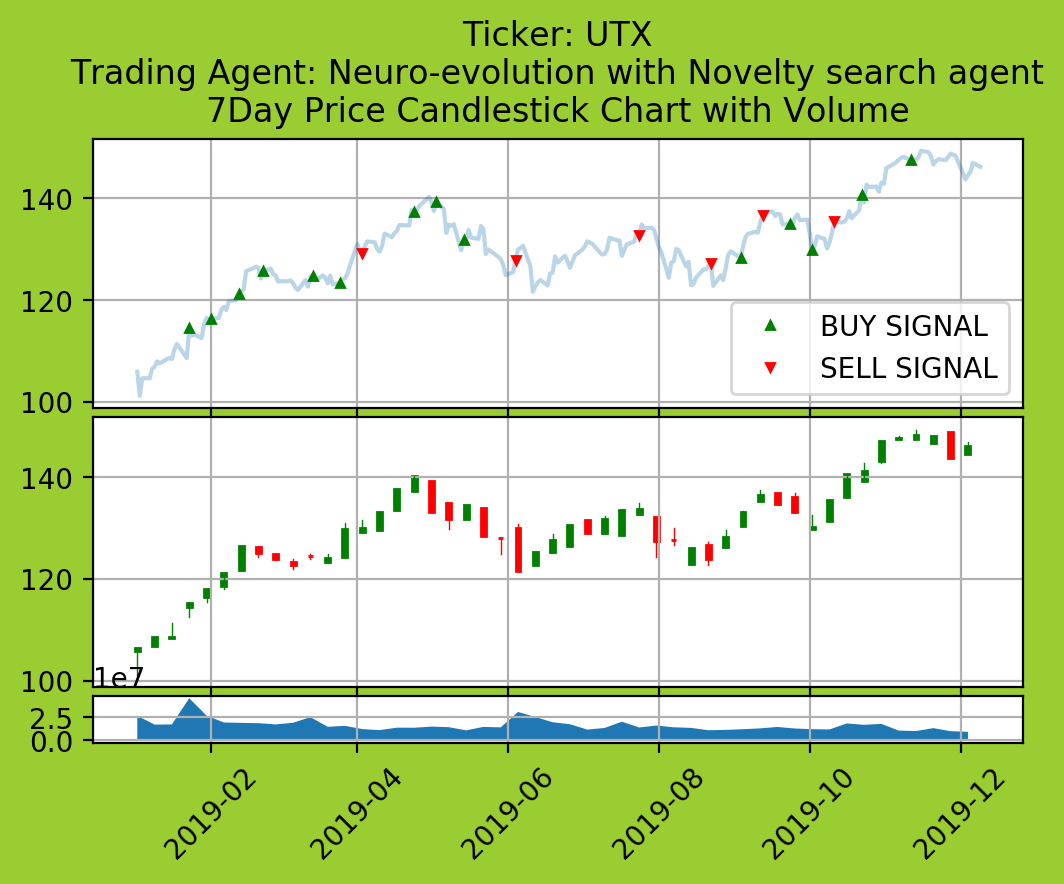 Ticker: UTX
Trading Agent: Neuro-evolution with Novelty search agent
7Day Price Candlestick Chart with Volume
140
120
100
BUY SIGNAL
SELL SIGNAL
140
120
100
1e7
2.5
0.0
2019-02
2019-04
2019-06
2019-08
2019-10
2019-12